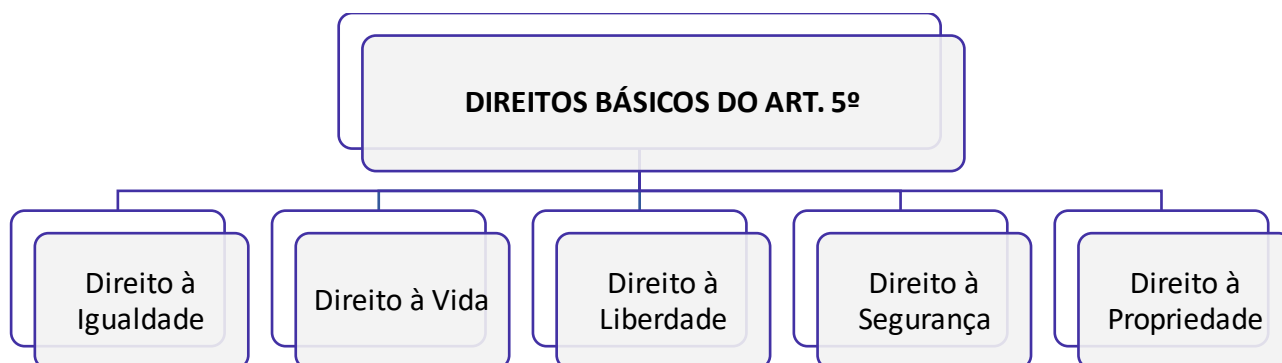 DIREITOS BÁSICOS DO ART. 5º
Direito à
Igualdade
Direito à Vida
Direito à
Liberdade
Direito à
Segurança
Direito à
Propriedade